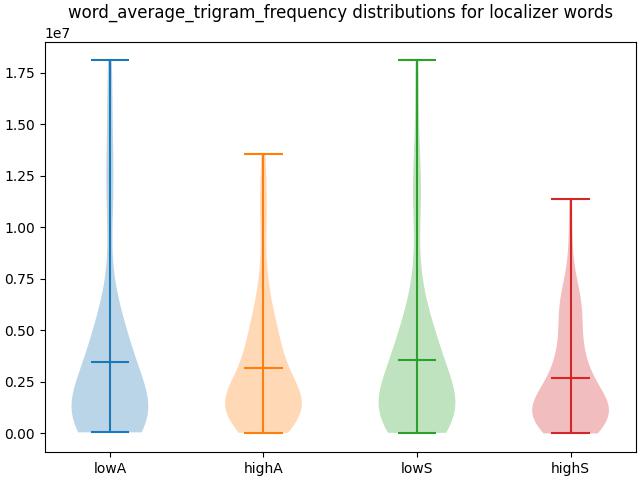 word_average_trigram_frequency distributions for localizer words
1e7
1.75
1.50
1.25
1.00
0.75
0.50
0.25
0.00
lowA highA lowS highS